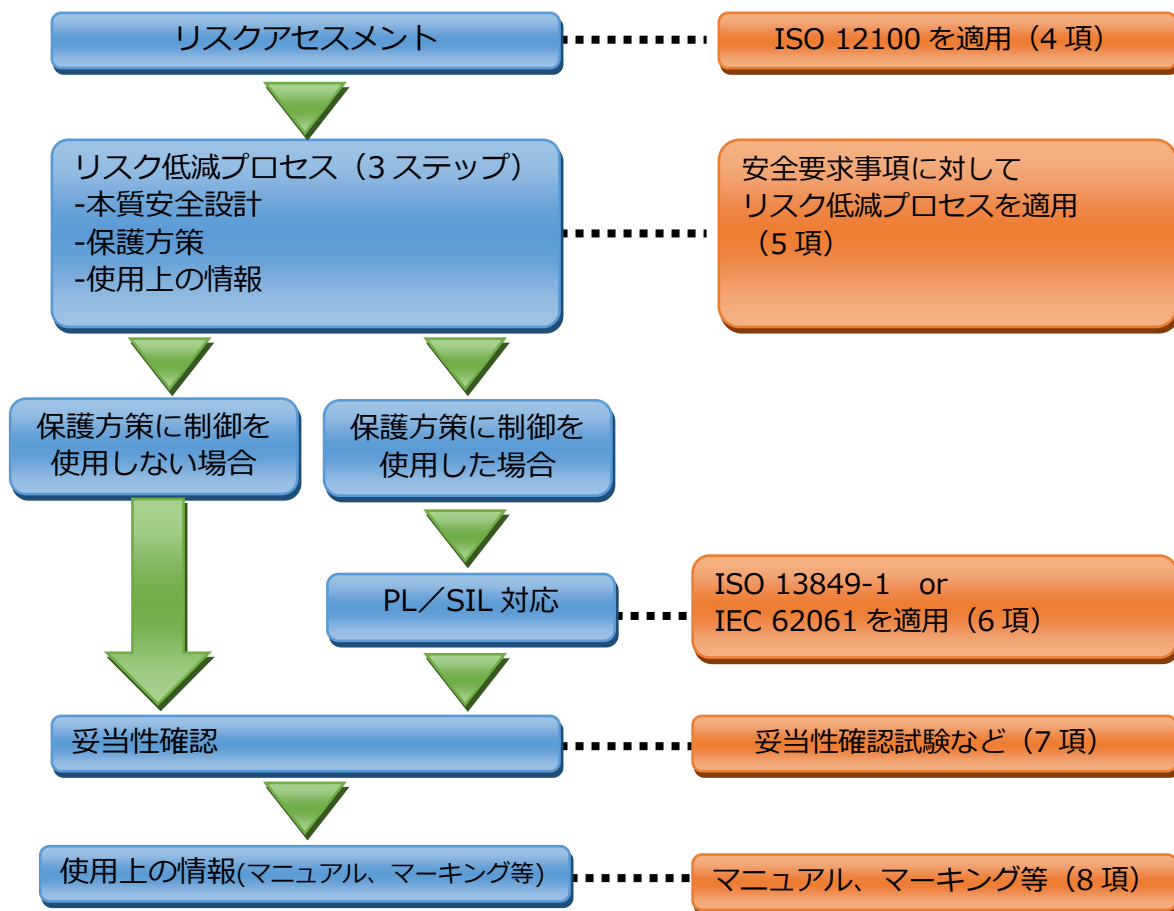 リスクアセスメント
ISO 12100 を適用（4 項）
リスク低減プロセス（3 ステップ）
-本質安全設計
-保護方策
-使用上の情報
安全要求事項に対して
リスク低減プロセスを適用
（5 項）
保護方策に制御を
使用しない場合
保護方策に制御を
使用した場合
PL／SIL 対応
ISO 13849-1　or
IEC 62061 を適用（6 項）
妥当性確認
妥当性確認試験など（7 項）
使用上の情報(マニュアル、マーキング等)
マニュアル、マーキング等（8 項）